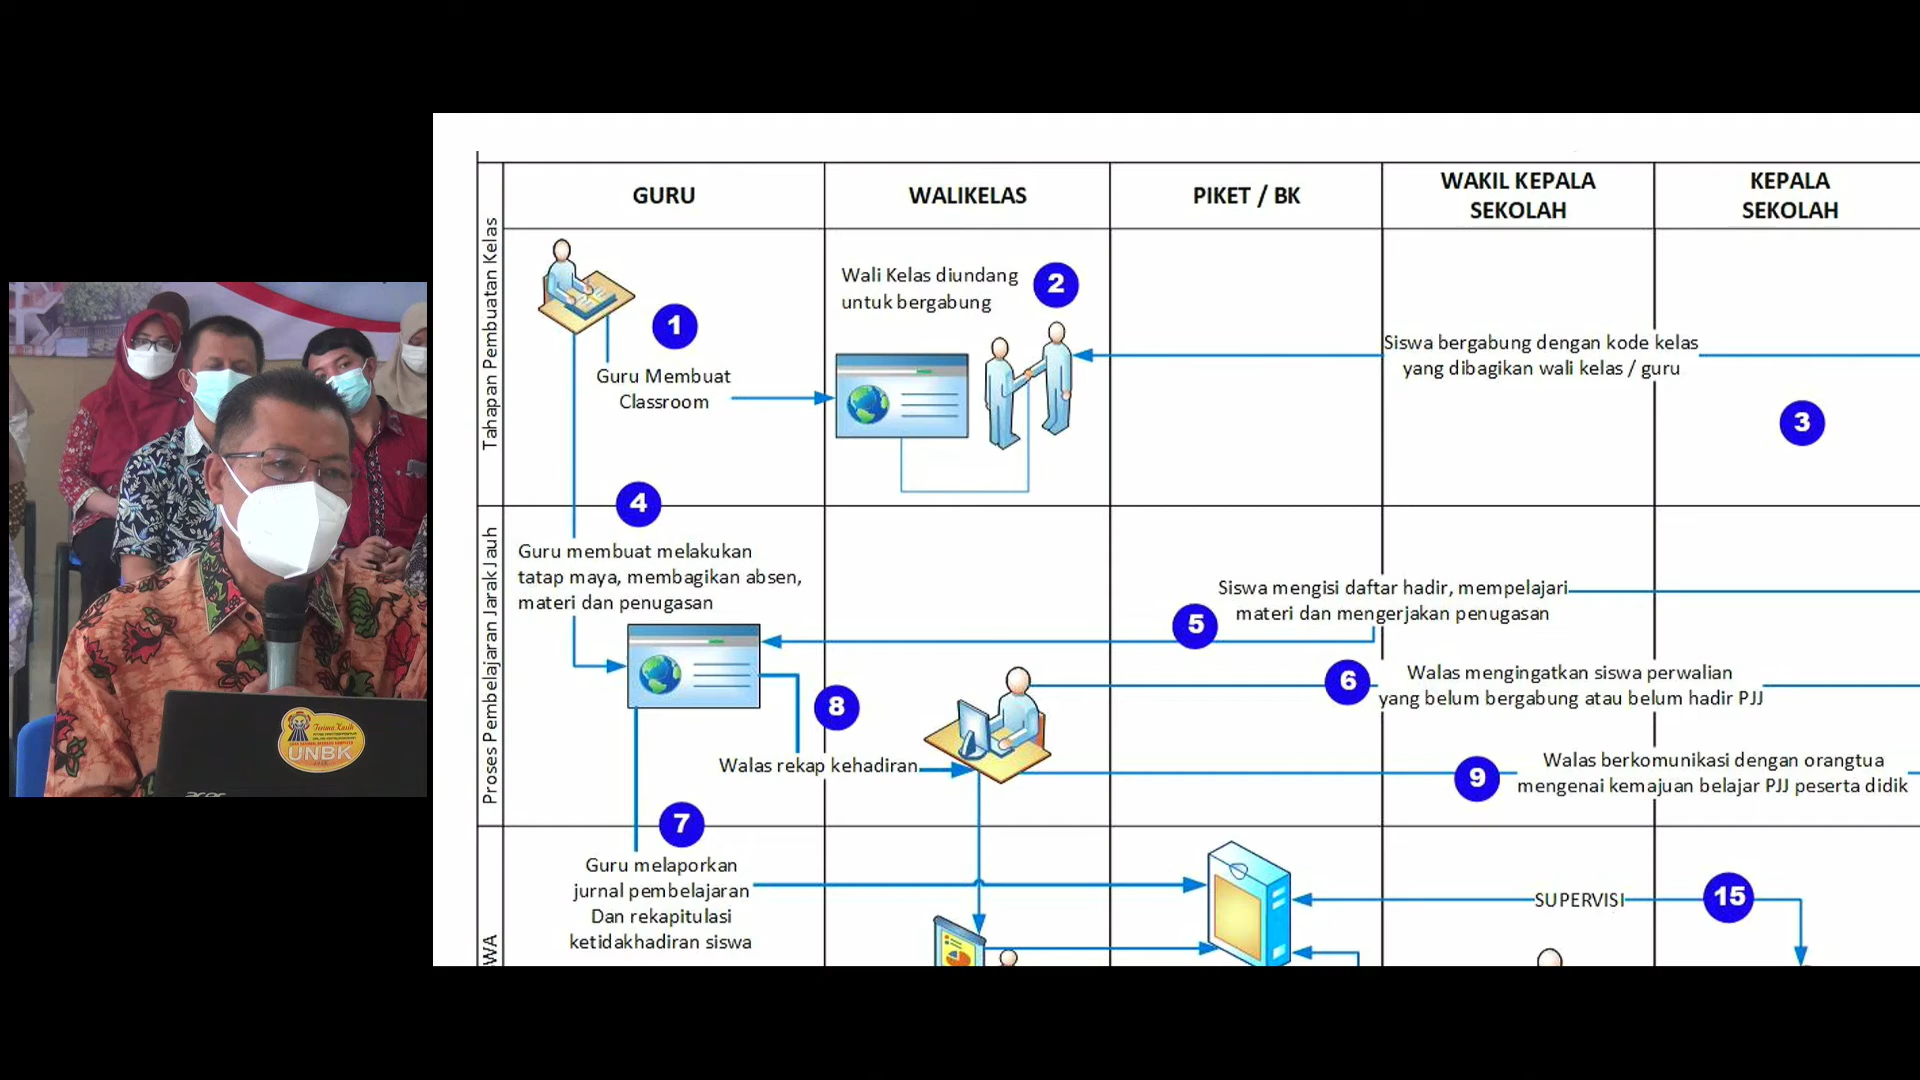 GURU
WALIKELAS
PIKET / BK
WAKIL KEPALA
SEKOLAH
KEPALA
SEKOLAH
Tahapan Pembuatan Kelas
1
Guru Membuat
Classroom
Wali Kelas diundang
untuk bergabung
2
Siswa bergabung dengan kode kelas
yang dibagikan wali kelas / guru
3
Proses Pembelajaran Jarak Jauh
4
Guru membuat melakukan
tatap maya, membagikan absen,
materi dan penugasan
Siswa mengisi daftar hadir, mempelajari
materi dan mengerjakan penugasan
5
6
Walas mengingatkan siswa perwalian
yang belum bergabung atau belum hadir PJJ
8
Walas rekap kehadiran
9
Walas berkomunikasi dengan orangtua
mengenai kemajuan belajar PJJ peserta didik
7
Guru melaporkan
jurnal pembelajaran
Dan rekapitulasi
ketidakhadiran siswa
SUPERVISI
15
WA
Terima Kasih
UNBK
acer